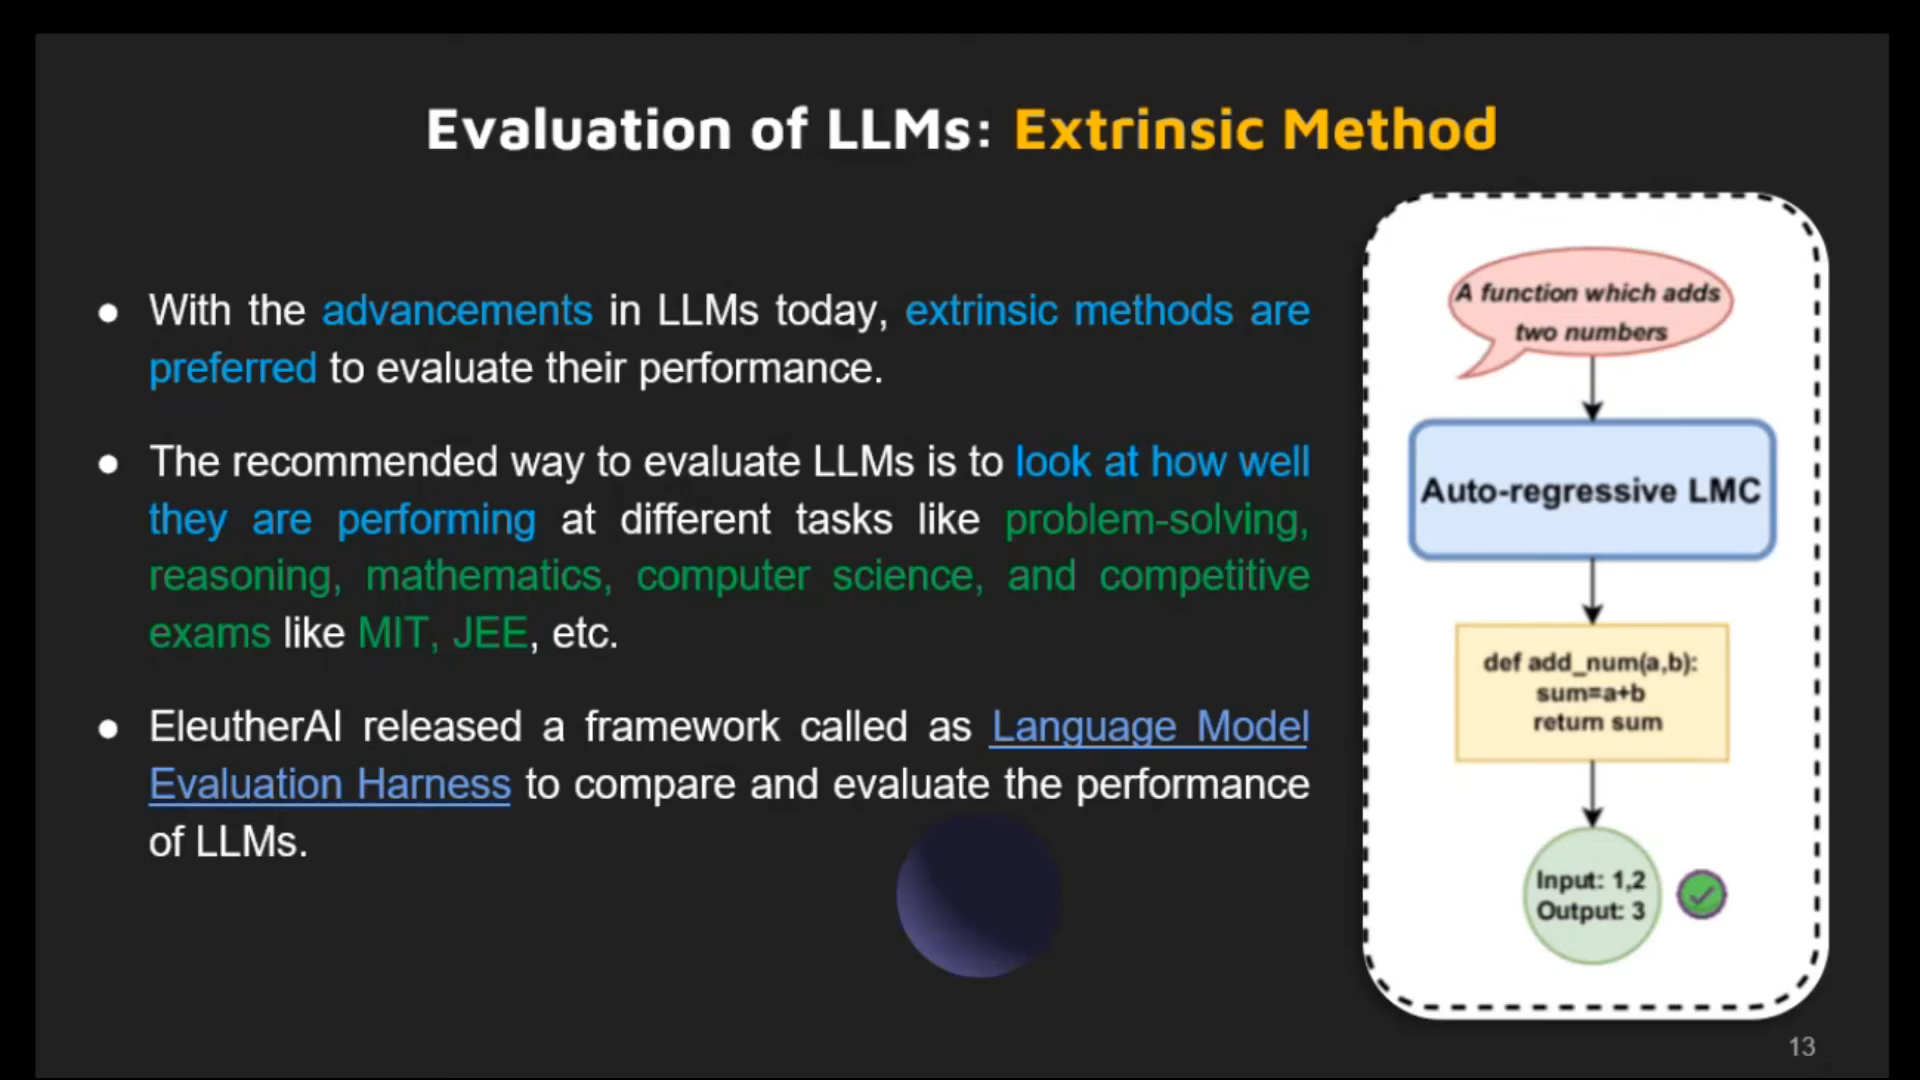 Evaluation of LLMs: Extrinsic Method
● With the advancements in LLMs today, extrinsic methods are
preferred to evaluate their performance.
● The recommended way to evaluate LLMs is to look at how well
they are performing at different tasks like problem-solving,
reasoning, mathematics, computer science, and competitive
exams like MIT, JEE, etc.
● EleutherAI released a framework called as Language Model
Evaluation Harness to compare and evaluate the performance
of LLMs.
A function which adds
two numbers
Auto-regressive LMC
def add_num(a,b):
sum=a+b
return sum
Input: 1,2
Output: 3
13